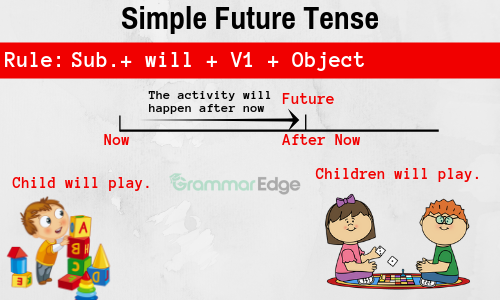 Simple Future Tense
Rule: Sub.+ will + V1 + Object
The activity will
happen after now
Future
Now
After Now
Child will play.
GrammarEdge
Children will play.
A
B
H
C